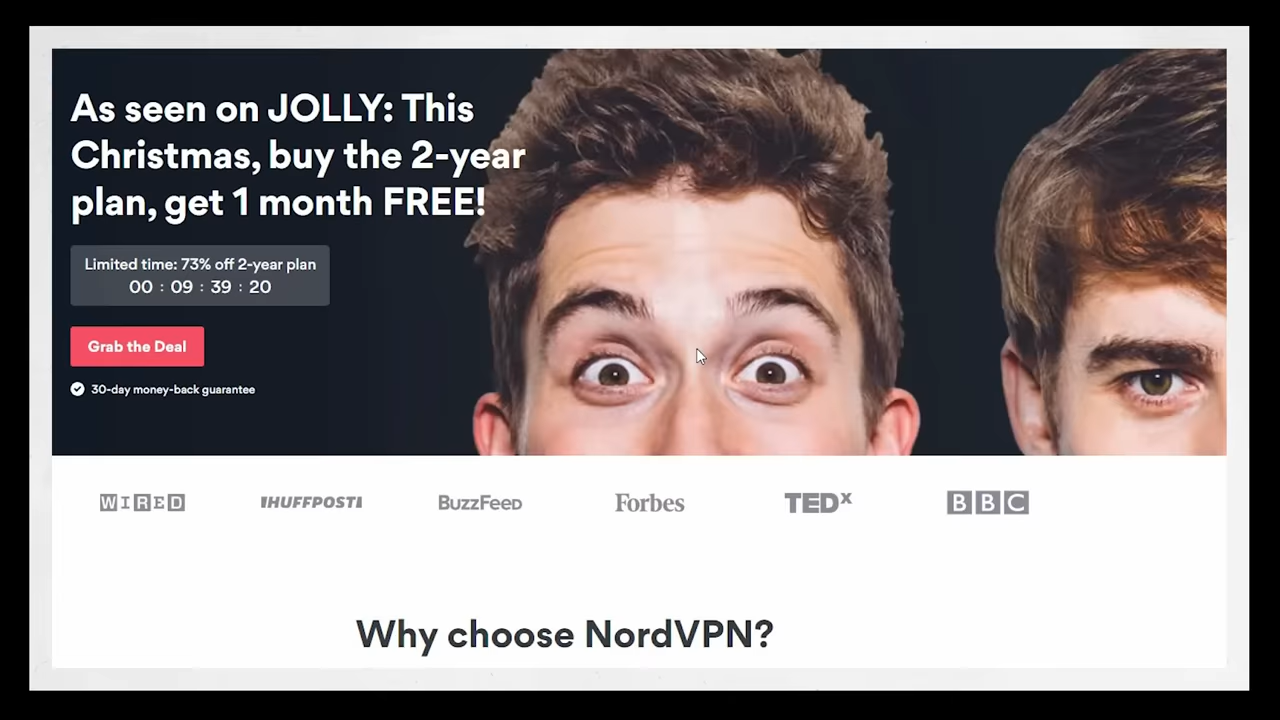 As seen on JOLLY: This
Christmas, buy the 2-year
plan, get 1 month FREE!
Limited time: 73% off 2-year plan
00 : 09 : 39 : 20
Grab the Deal
30-day money-back guarantee
WIRED
IHUFFPOSTI
BuzzFeed
Forbes
TEDx
BBC
Why choose NordVPN?